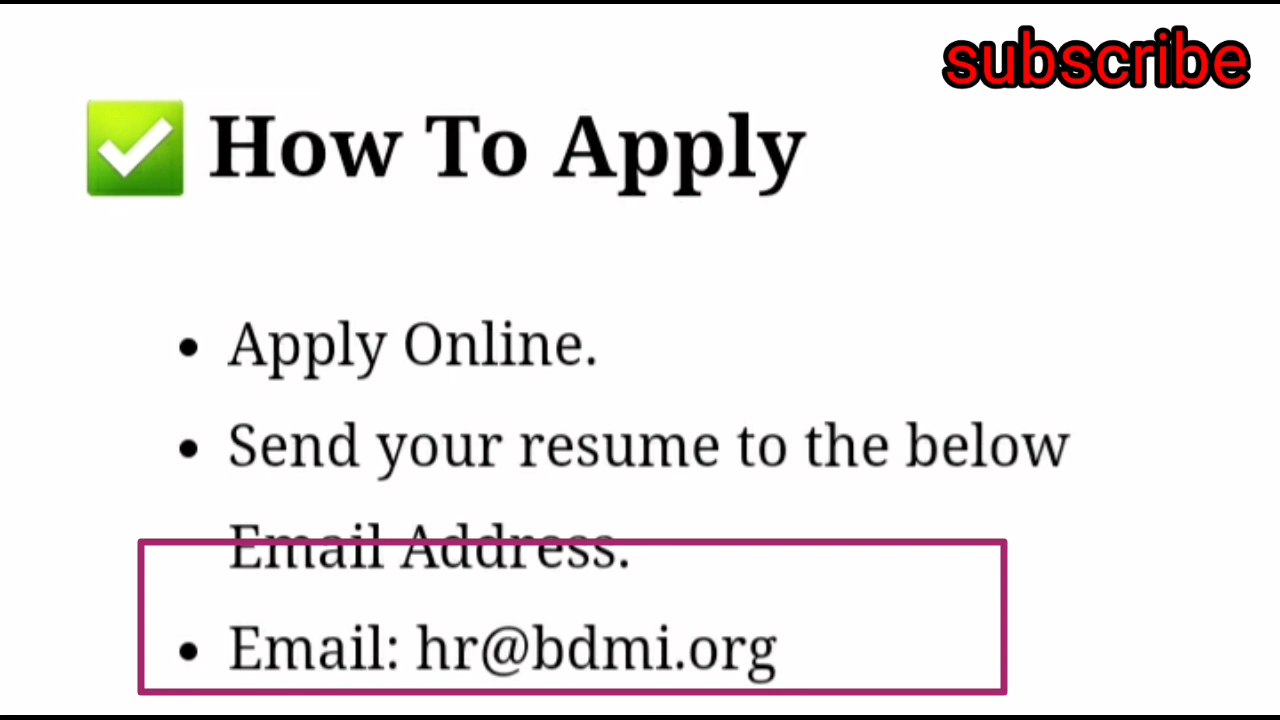 subscribe
✅ How To Apply
• Apply Online.
• Send your resume to the below
Email Address.
• Email: hr@bdmi.org